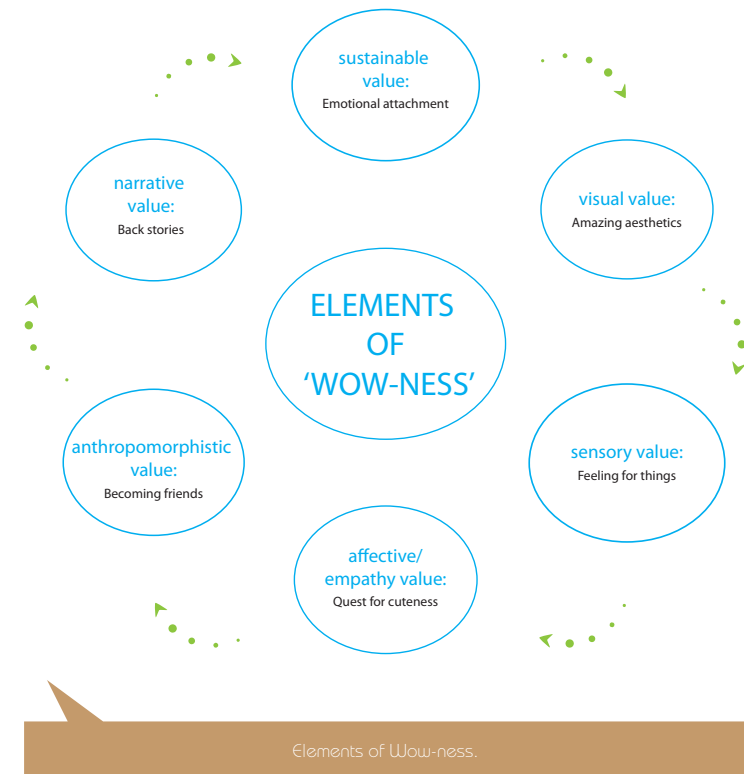 sustainable
value:
Emotional attachment
visual value:
Amazing aesthetics
sensory value:
Feeling for things
affective/
empathy value:
Quest for cuteness
anthropomorphistic
value:
Becoming friends
narrative
value:
Back stories
ELEMENTS
OF
‘WOW-NESS’
Elements of Wow-ness.